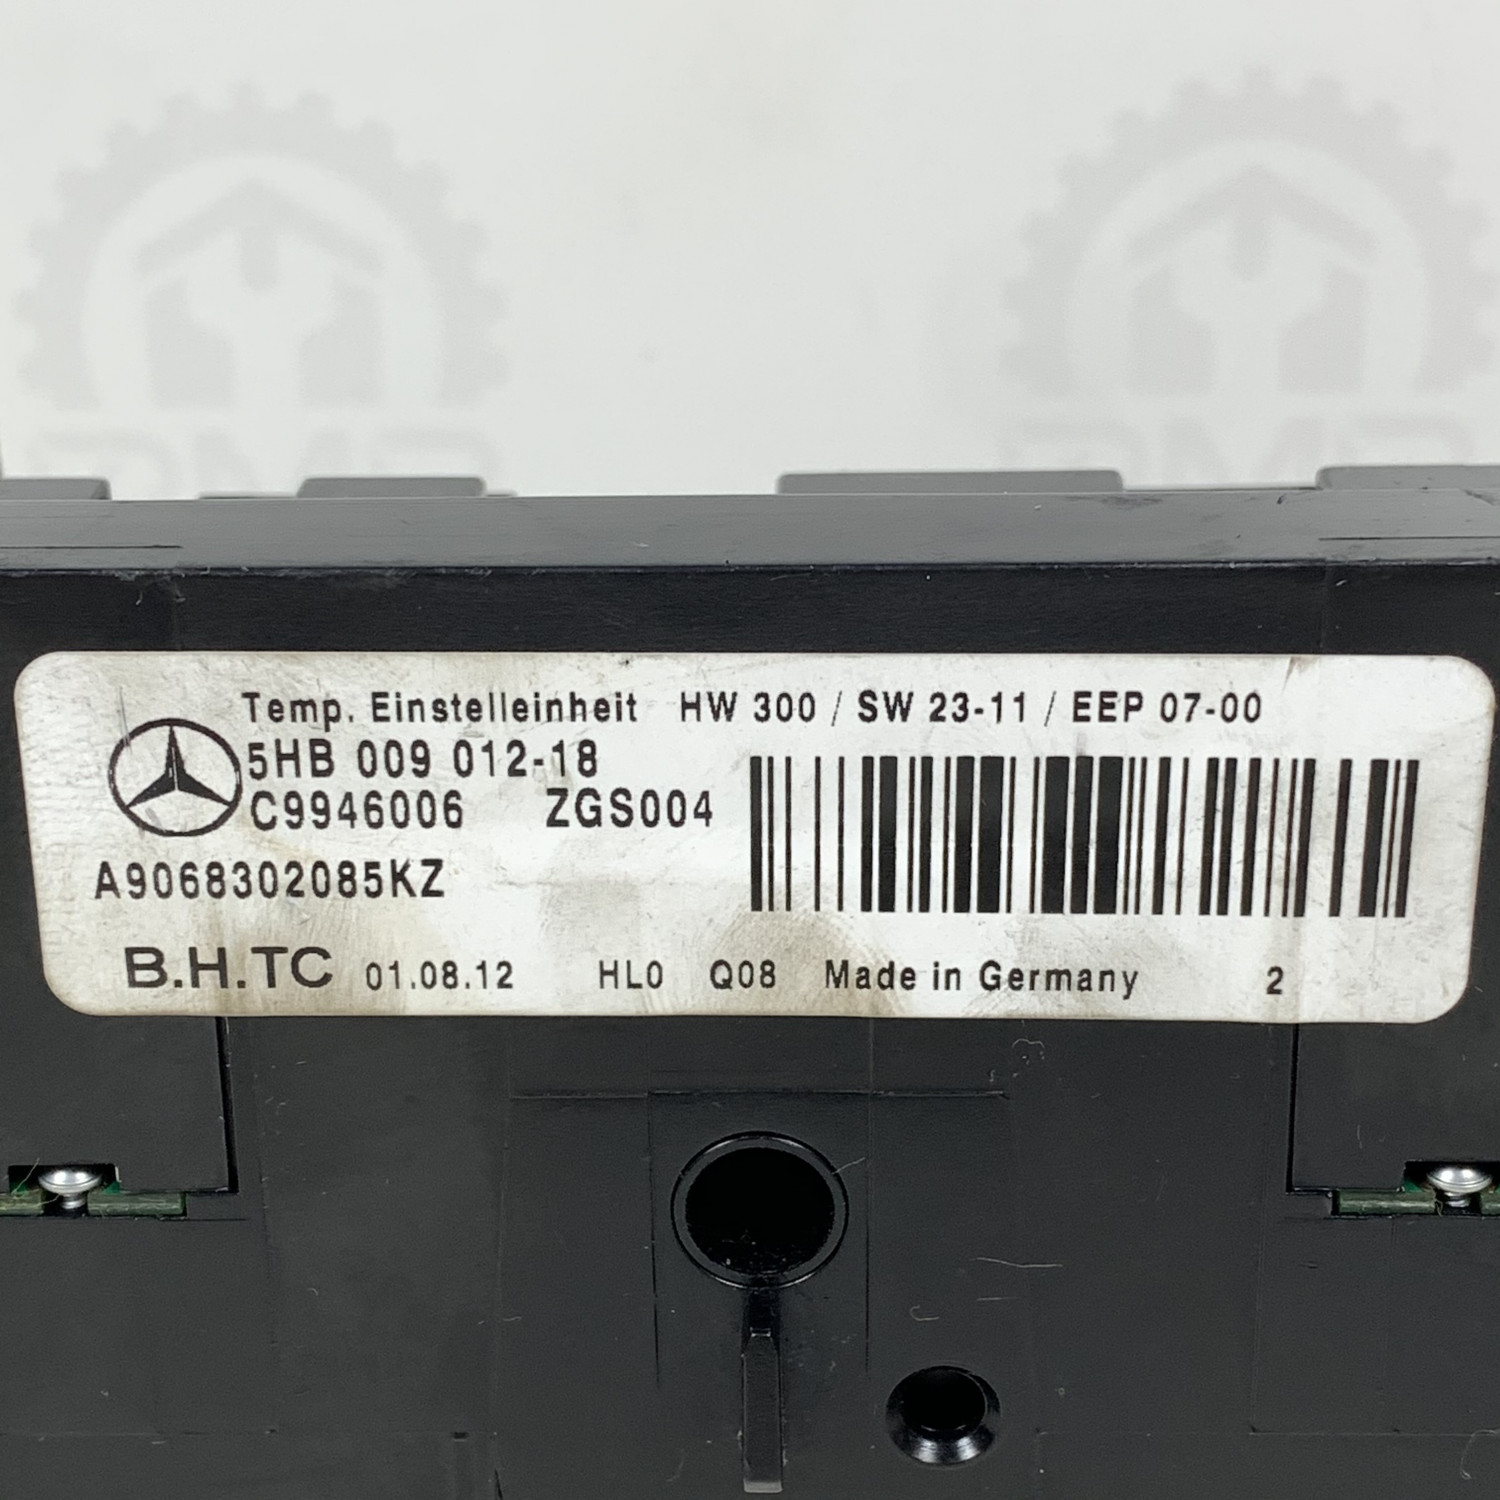 Temp. Einstelleinheit HW 300 / SW 23-11 / EEP 07-00
5HB 009 012-18
C9946006 ZGS004
A9068302085KZ
B.H.TC 01.08.12 HL0 Q08 Made in Germany 2